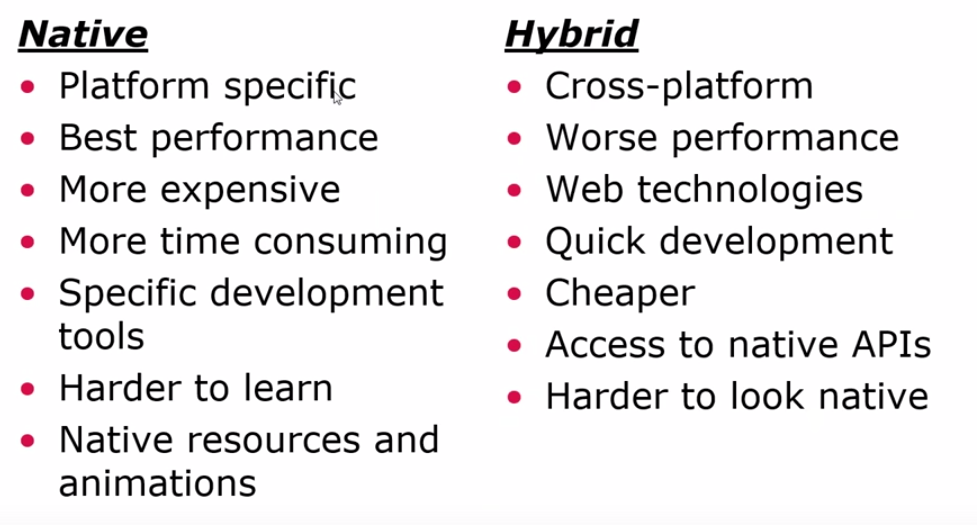 Native
• Platform specific
• Best performance
• More expensive
• More time consuming
• Specific development
tools
• Harder to learn
• Native resources and
animations
Hybrid
• Cross-platform
• Worse performance
• Web technologies
• Quick development
• Cheaper
• Access to native APIs
• Harder to look native